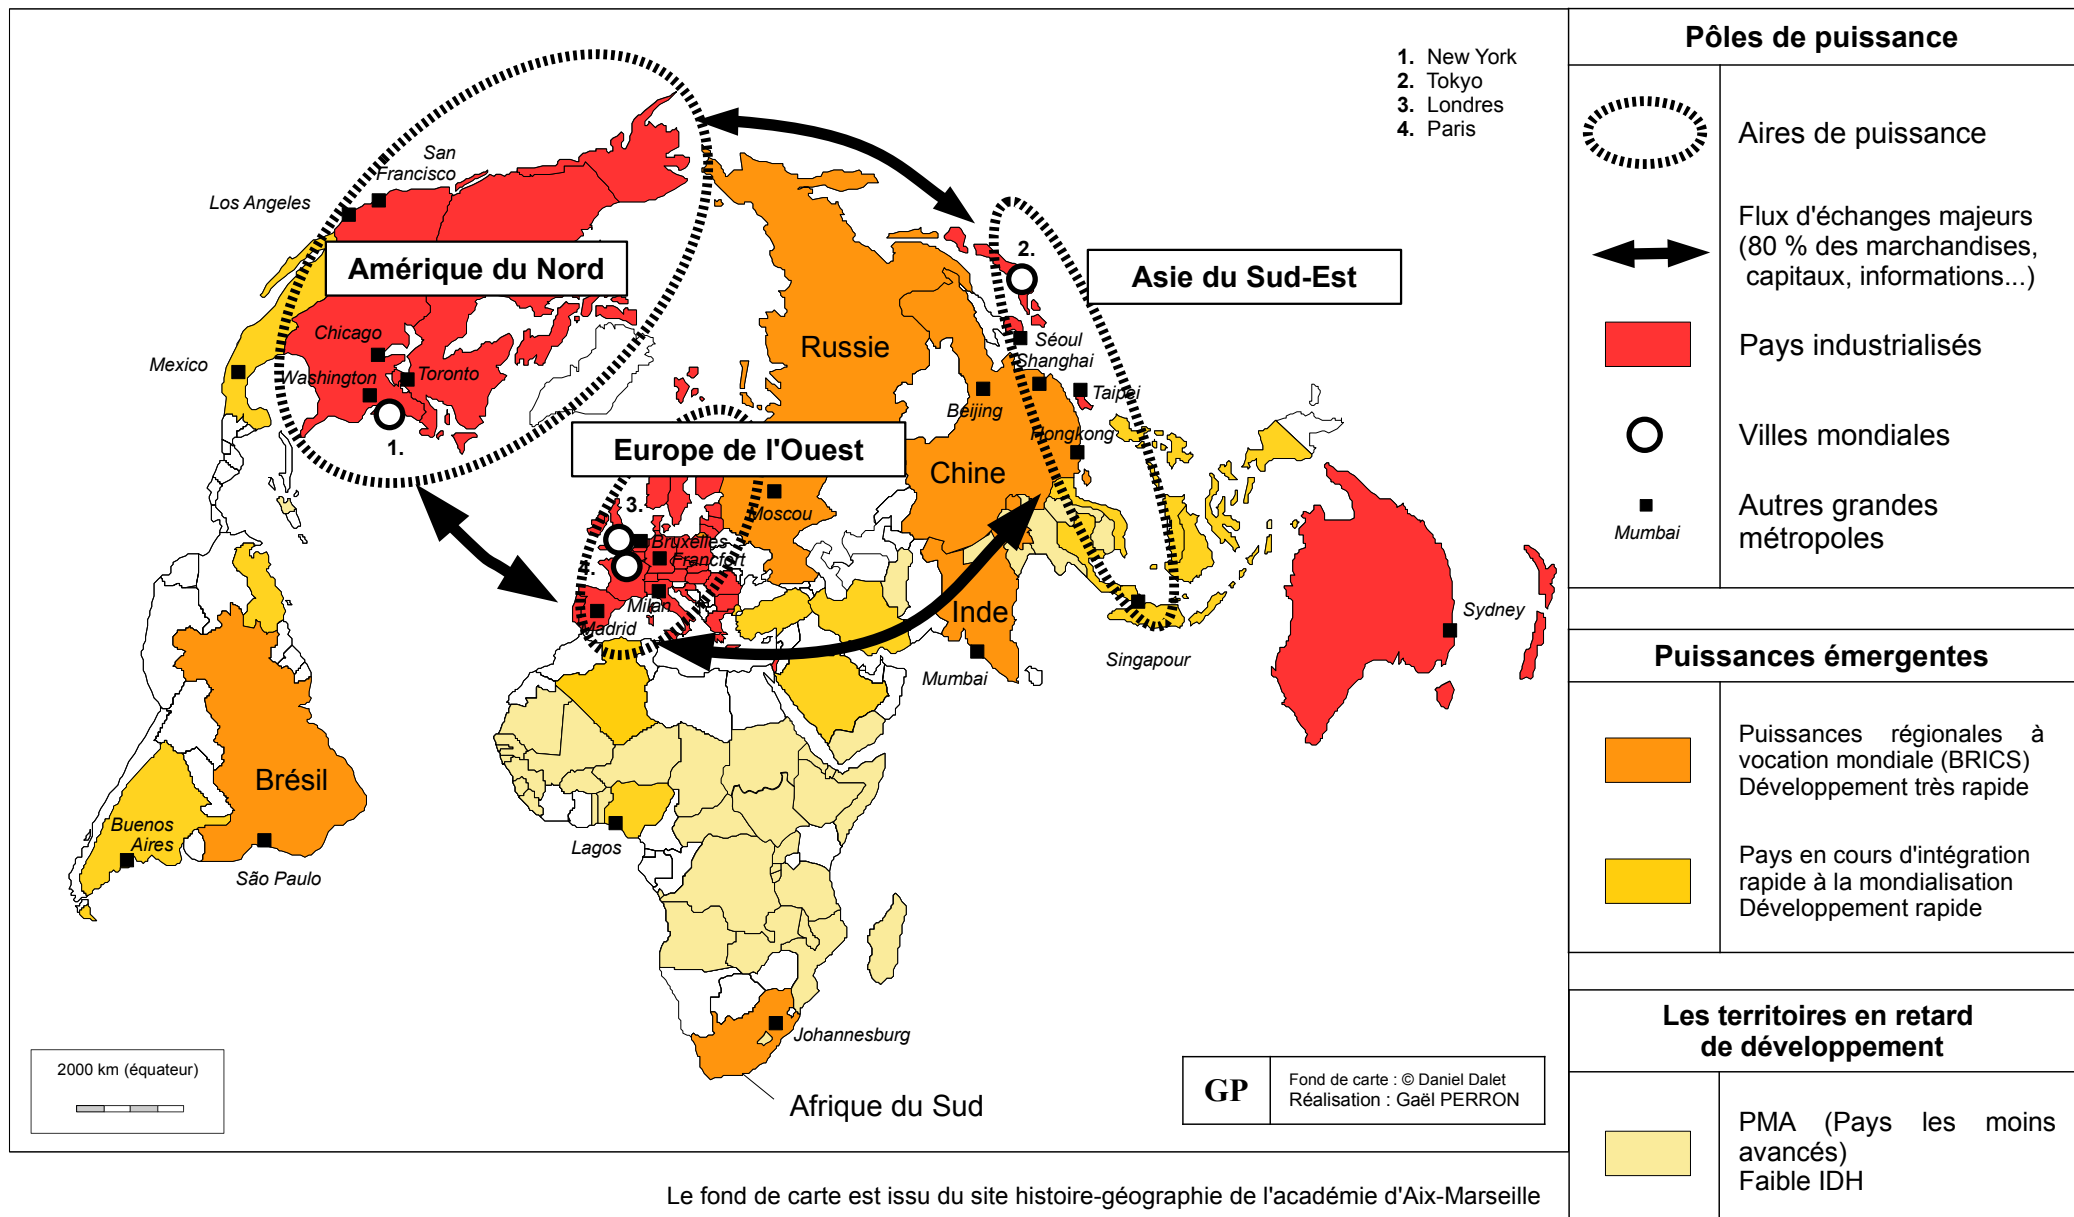 1. New York
2. Tokyo
3. Londres
4. Paris
San
Francisco
Los Angeles
Amérique du Nord
2.
Asie du Sud-Est
Chicago
Séoul
Russie
Shanghai
Mexico
Washington
Toronto
Beijing
Taipei
1.
Europe de l'Ouest
Hongkong
Chine
3.
Moscou
Bruxelles
4.
Francfort
Milan
Madrid
Inde
Sydney
Singapour
Mumbai
Brésil
Buenos
Aires
Lagos
São Paulo
Johannesburg
Afrique du Sud
2000 km (équateur)
GP
Fond de carte : © Daniel Dalet
Réalisation : Gaël PERRON
Le fond de carte est issu du site histoire-géographie de l'académie d'Aix-Marseille
Pôles de puissance
Aires de puissance
Flux d'échanges majeurs
(80 % des marchandises,
capitaux, informations...)
Pays industrialisés
Villes mondiales
Mumbai
Autres grandes
métropoles
Puissances émergentes
Puissances régionales à
vocation mondiale (BRICS)
Développement très rapide
Pays en cours d'intégration
rapide à la mondialisation
Développement rapide
Les territoires en retard
de développement
PMA (Pays les moins
avancés)
Faible IDH